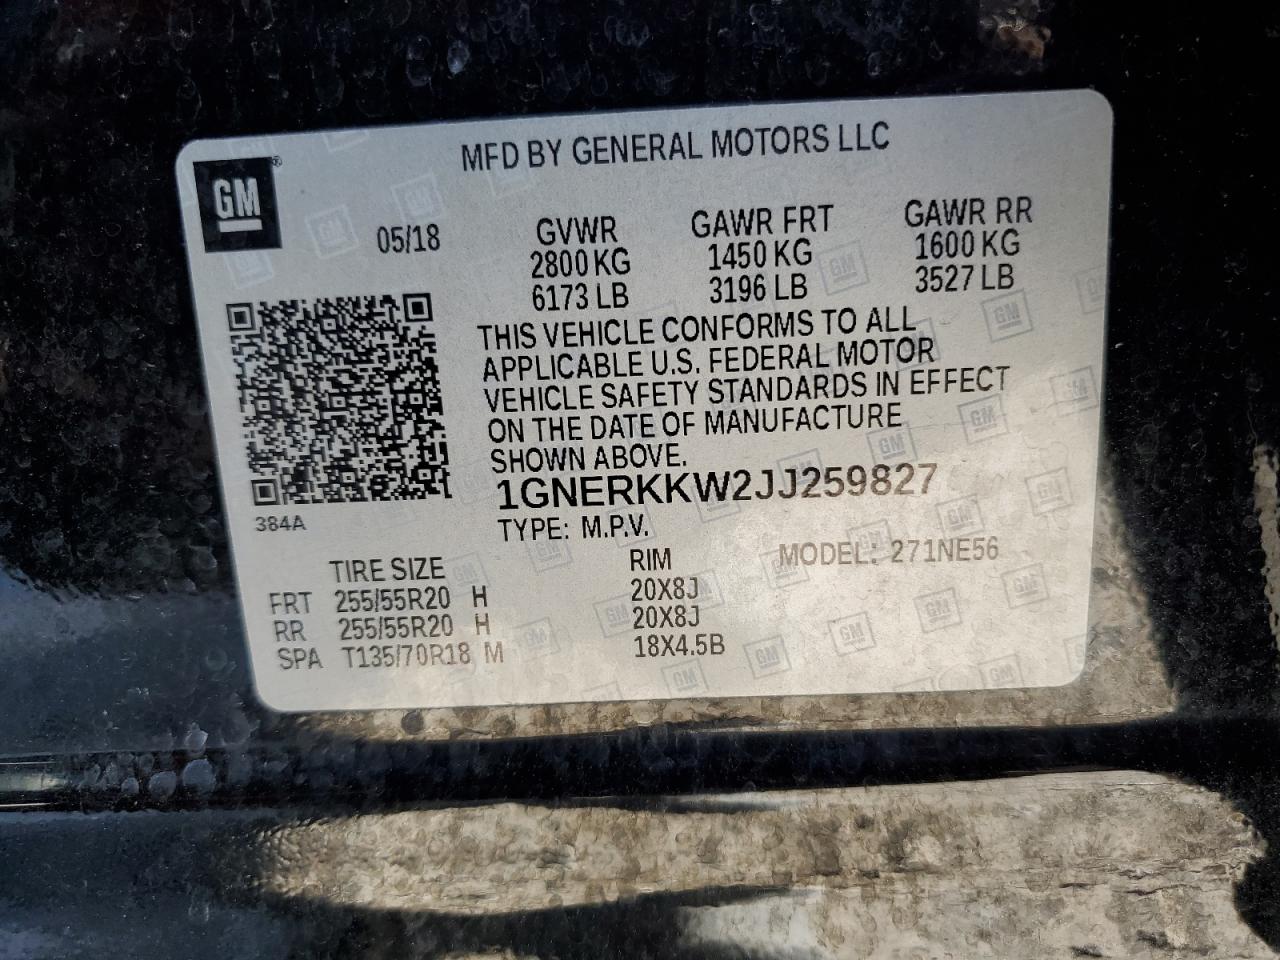 GM
MFD BY GENERAL MOTORS LLC
05/18
GVWR GAWR FRT GAWR RR
2800 KG 1450 KG 1600 KG
6173 LB 3196 LB 3527 LB
THIS VEHICLE CONFORMS TO ALL
APPLICABLE U.S. FEDERAL MOTOR
VEHICLE SAFETY STANDARDS IN EFFECT
ON THE DATE OF MANUFACTURE
SHOWN ABOVE.
1GNERKKW2JJ259827
384A
TYPE: M.P.V.
MODEL: 271NE56
TIRE SIZE RIM
FRT 255/55R20 H 20X8J
RR 255/55R20 H 20X8J
SPA T135/70R18 M 18X4.5B